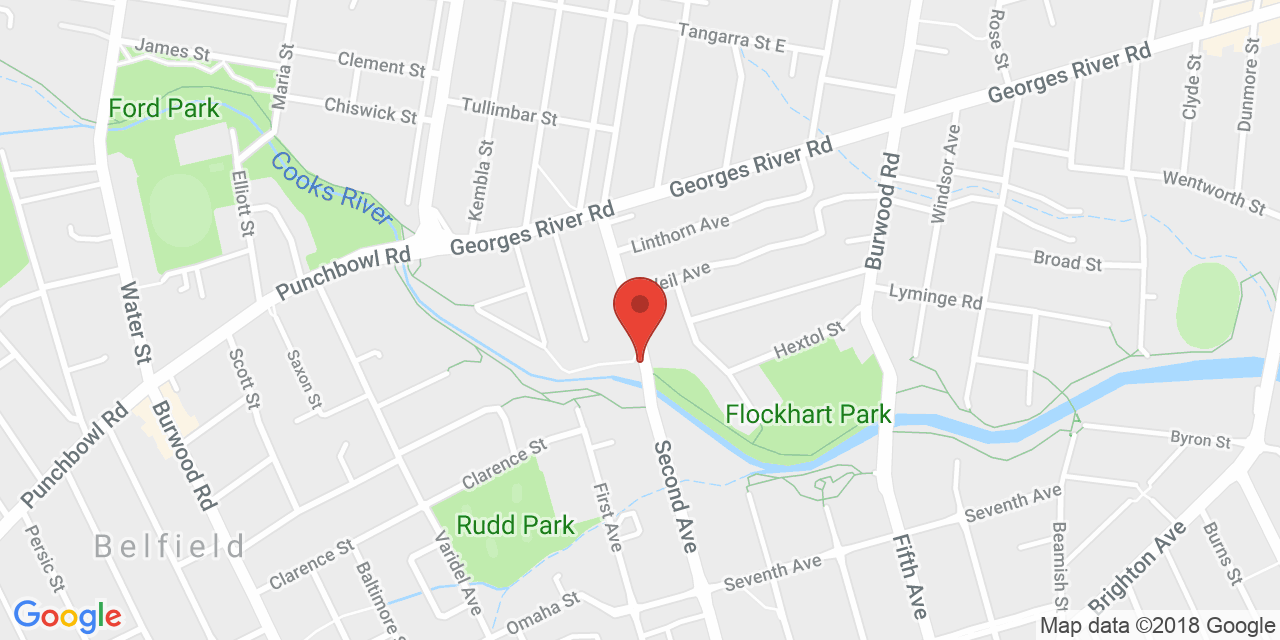 Tangarra St E
Rose St
Georges River Rd
Clyde St
Dunmore St
James St
Maria St
Clement St
Chiswick St
Tullimbar St
Ford Park
Elliott St
Cooks River
Kembla St
Georges River Rd
Georges River Rd
Burwood Rd
Windsor Ave
Wentworth St
Linthorn Ave
Broad St
Punchbowl Rd
Water St
Lyminge Rd
Hextol St
Scott St
Saxon St
Punchbowl Rd
Burwood Rd
Flockhart Park
Byron St
Clarence St
Second Ave
First Ave
Seventh Ave
Rudd Park
Belfield
Persic St
Clarence St
Varidel Ave
Baltimore St
Omaha St
Seventh Ave
Fifth Ave
Beamish St
Brighton Ave
Burns St
Google
Map data ©2018 Google